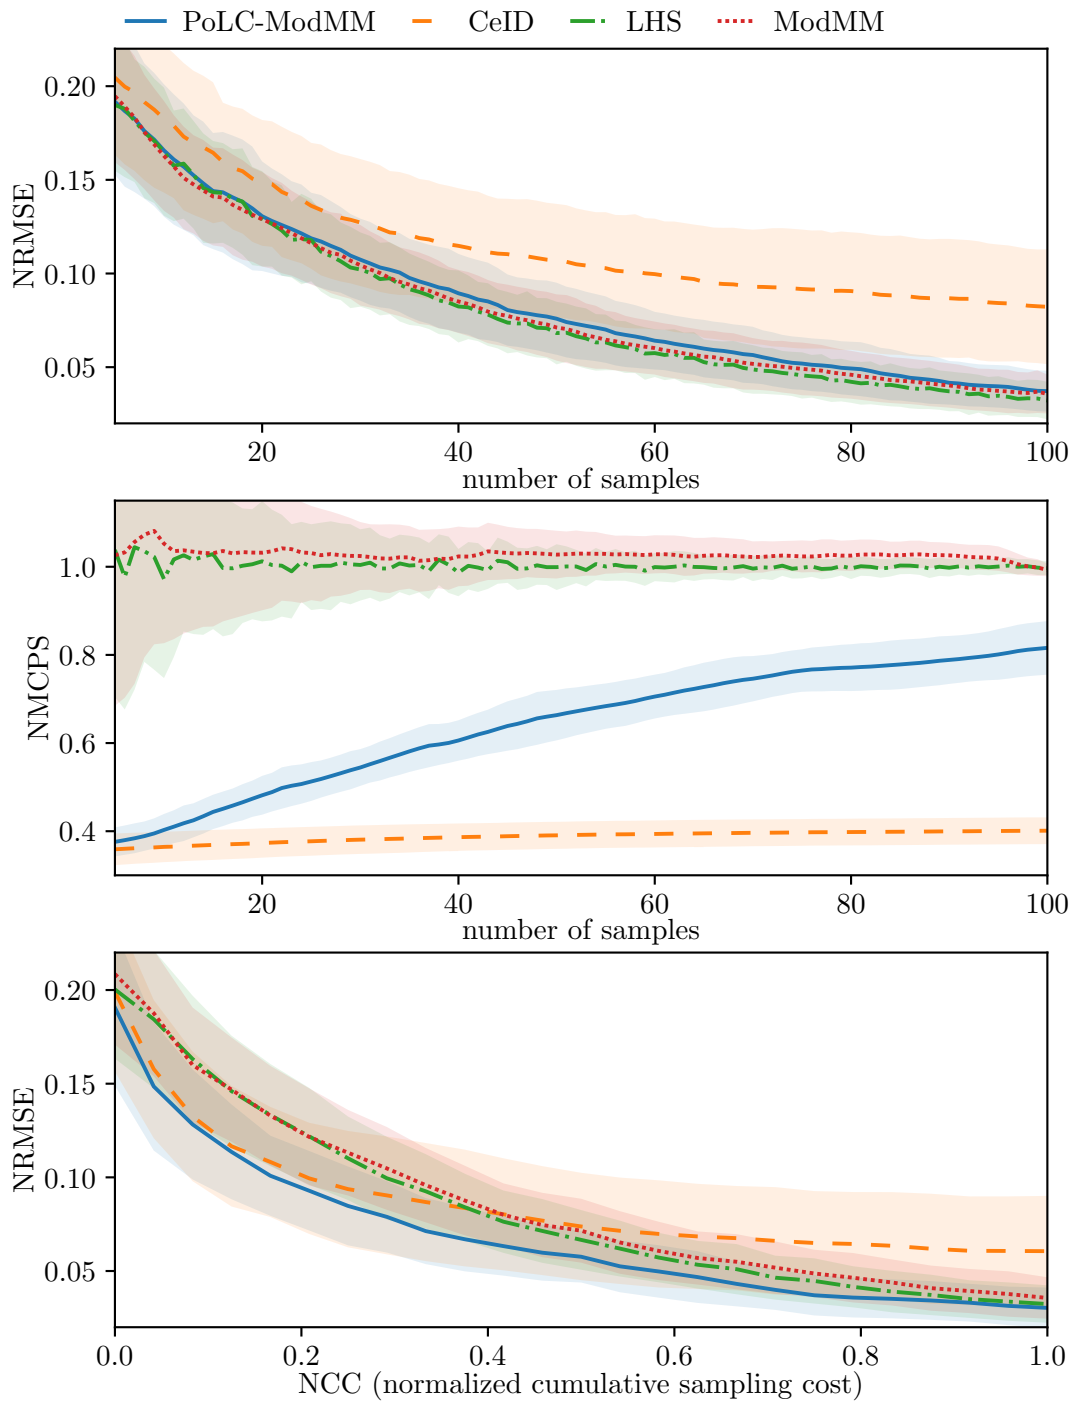 PoLC-ModMM CeID LHS ModMM
0.20
0.15
0.10
0.05
NRMSE
20 40 60 80 100
number of samples
1.0
0.8
0.6
0.4
NMCPS
20 40 60 80 100
number of samples
0.20
0.15
0.10
0.05
NRMSE
0.0 0.2 0.4 0.6 0.8 1.0
NCC (normalized cumulative sampling cost)